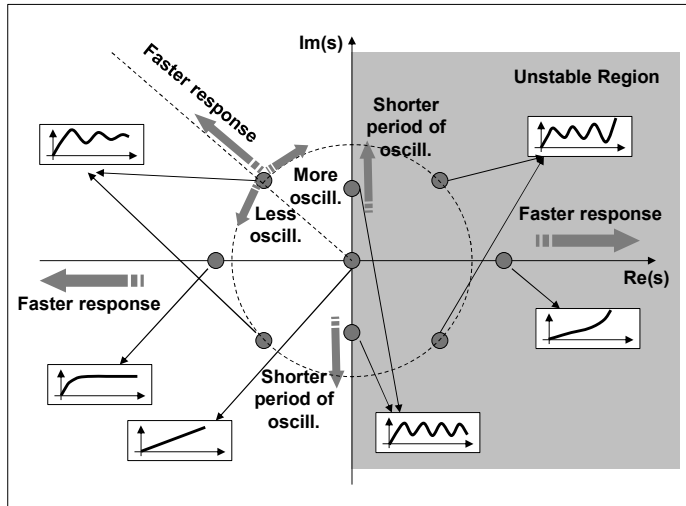 Im(s)
Unstable Region
Faster response
Shorter
period of
oscill.
More
oscill.
Less
oscill.
Faster response
Re(s)
Faster response
Shorter
period of
oscill.